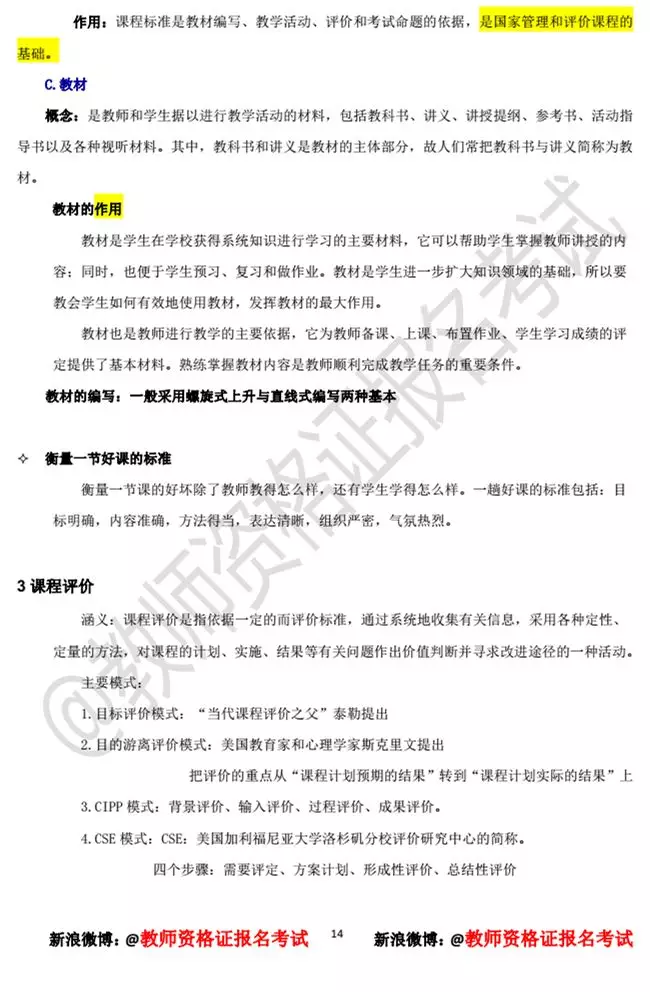 作用：课程标准是教材编写、教学活动、评价和考试命题的依据，是国家管理和评价课程的
基础。
C.教材
概念：是教师和学生据以进行教学活动的材料，包括教科书、讲义、讲授提纲、参考书、活动指
导书以及各种视听材料。其中，教科书和讲义是教材的主体部分，故人们常把教科书与讲义简称为教
材。
教材的作用
教材是学生在学校获得系统知识进行学习的主要材料，它可以帮助学生掌握教师讲授的内
容；同时，也便于学生预习、复习和做作业。教材是学生进一步扩大知识领域的基础，所以要
教会学生如何有效地使用教材，发挥教材的最大作用。
教材也是教师进行教学的主要依据，它为教师备课、上课、布置作业、学生学习成绩的评
定提供了基本材料。熟练掌握教材内容是教师顺利完成教学任务的重要条件。
教材的编写：一般采用螺旋式上升与直线式编写两种基本
✧ 衡量一节好课的标准
衡量一节课的好坏除了教师教得怎么样，还有学生学得怎么样。一趟好课的标准包括：目
标明确，内容准确，方法得当，表达清晰，组织严密，气氛热烈。
3 课程评价
涵义：课程评价是指依据一定的而评价标准，通过系统地收集有关信息，采用各种定性、
定量的方法，对课程的计划、实施、结果等有关问题作出价值判断并寻求改进途径的一种活动。
主要模式：
1.目标评价模式：“当代课程评价之父”泰勒提出
2.目的游离评价模式：美国教育家和心理学家斯克里文提出
把评价的重点从“课程计划预期的结果”转到“课程计划实际的结果”上
3.CIPP 模式：背景评价、输入评价、过程评价、成果评价。
4.CSE 模式：CSE：美国加利福尼亚大学洛杉矶分校评价研究中心的简称。
四个步骤：需要评定、方案计划、形成性评价、总结性评价
@教师资格证报名考试
新浪微博：@教师资格证报名考试 14 新浪微博：@教师资格证报名考试